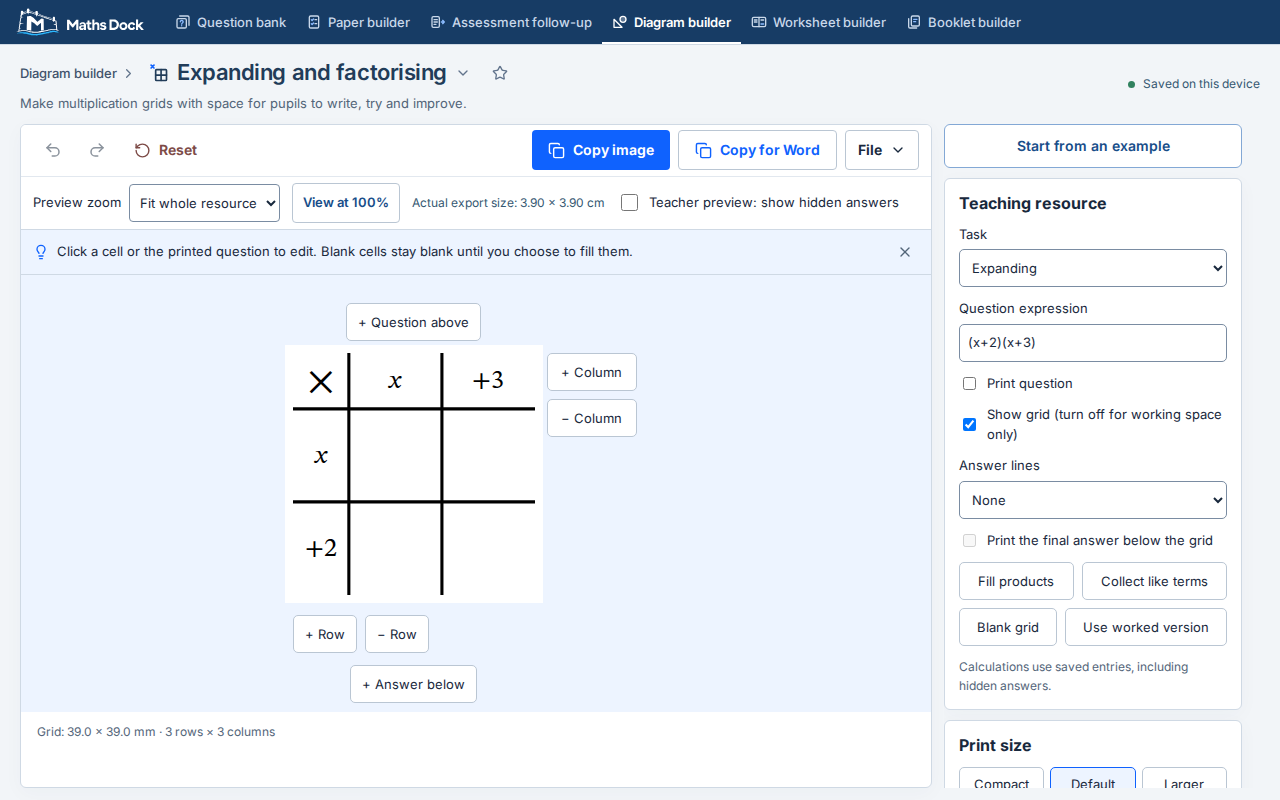 Maths Dock
Question bank
Paper builder
Assessment follow-up
Diagram builder
Worksheet builder
Booklet builder
Diagram builder
Expanding and factorising
Make multiplication grids with space for pupils to write, try and improve.
Saved on this device
Reset
Copy image
Copy for Word
File
Preview zoom
Fit whole resource
View at 100%
Actual export size: 3.90 × 3.90 cm
Teacher preview: show hidden answers
Click a cell or the printed question to edit. Blank cells stay blank until you choose to fill them.
+ Question above
× x +3
x
+2
+ Column
− Column
+ Row
− Row
+ Answer below
Grid: 39.0 × 39.0 mm · 3 rows × 3 columns
Start from an example
Teaching resource
Task
Expanding
Question expression
(x+2)(x+3)
Print question
Show grid (turn off for working space
only)
Answer lines
None
Print the final answer below the grid
Fill products
Collect like terms
Blank grid
Use worked version
Calculations use saved entries, including
hidden answers.
Print size
Compact
Default
Larger